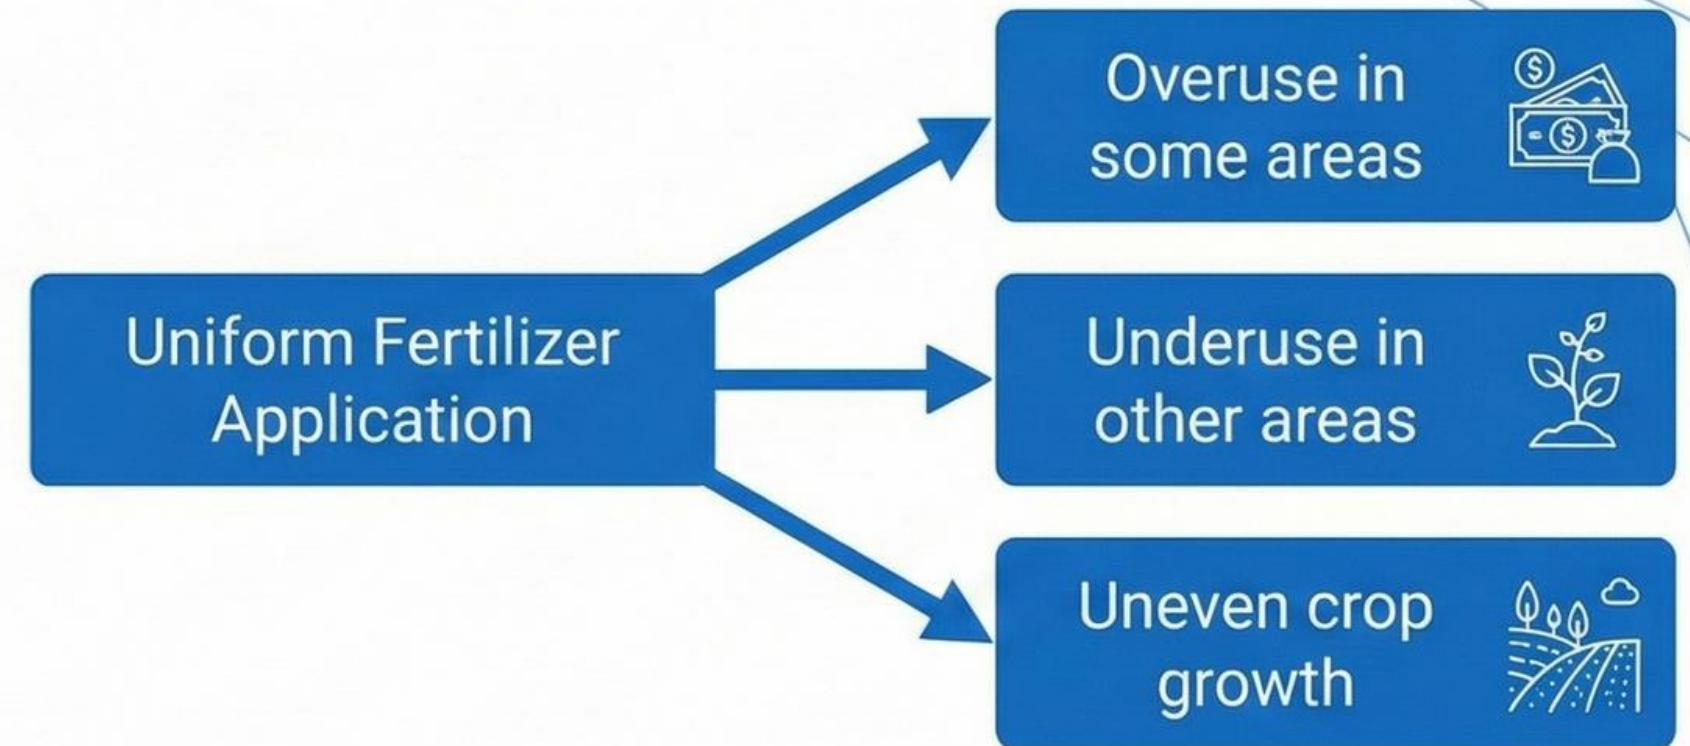 Uniform Fertilizer
Application
Overuse in
some areas
Underuse in
other areas
Uneven crop
growth